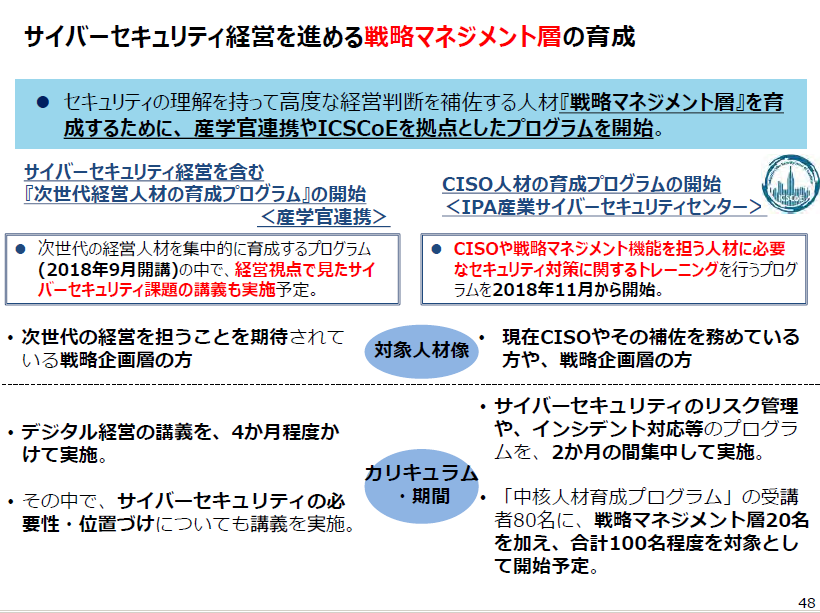 サイバーセキュリティ経営を進める戦略マネジメント層の育成
● セキュリティの理解を持って高度な経営判断を補佐する人材『戦略マネジメント層』を育
成するために、産学官連携やICSCoEを拠点としたプログラムを開始。
サイバーセキュリティ経営を含む
『次世代経営人材の育成プログラム』の開始
＜産学官連携＞
● 次世代の経営人材を集中的に育成するプログラム
(2018年9月開講)の中で、経営視点で見たサイ
バーセキュリティ課題の講義も実施予定。
CISO人材の育成プログラムの開始
＜IPA産業サイバーセキュリティセンター＞
ICSCoE
● CISOや戦略マネジメント機能を担う人材に必要
なセキュリティ対策に関するトレーニングを行うプログ
ラムを2018年11月から開始。
・次世代の経営を担うことを期待されて
いる戦略企画層の方
対象人材像
・現在CISOやその補佐を務めている
方や、戦略企画層の方
・デジタル経営の講義を、4か月程度か
けて実施。
・その中で、サイバーセキュリティの必
要性・位置づけについても講義を実施。
カリキュラム
・期間
・サイバーセキュリティのリスク管理
や、インシデント対応等のプログラ
ムを、2か月の間集中して実施。
・「中核人材育成プログラム」の受講
者80名に、戦略マネジメント層20名
を加え、合計100名程度を対象とし
て開始予定。
48